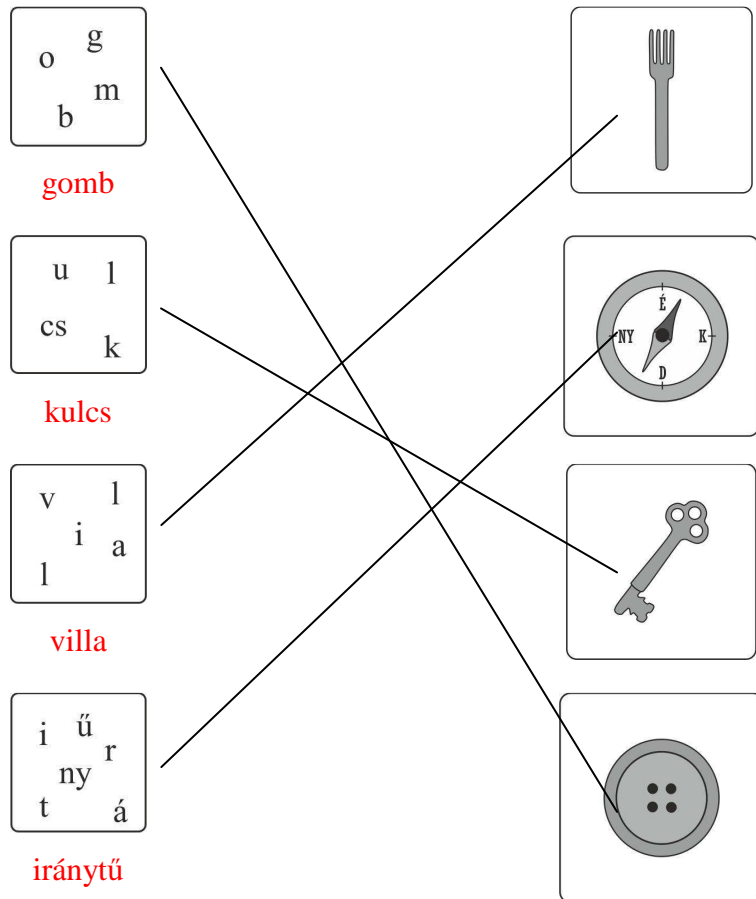 o g
m
b
gomb
u l
cs
k
kulcs
v l
i a
l
villa
i ű
r
ny
t á
iránytű
É
NY K
D